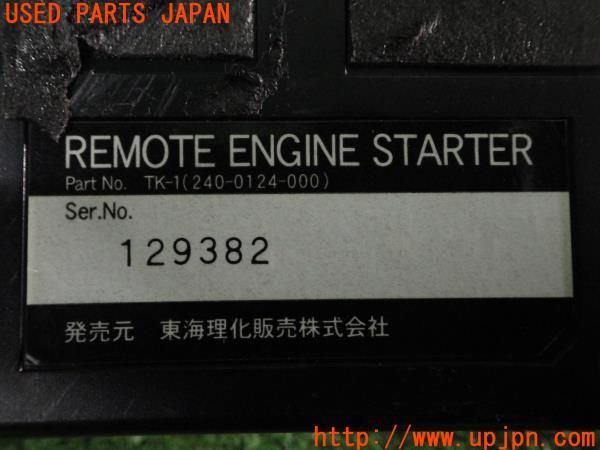 USED PARTS JAPAN
REMOTE ENGINE STARTER
Part No. TK-1(240-0124-000)
Ser.No.
129382
発売元 東海理化販売株式会社
http://www.upjpn.com